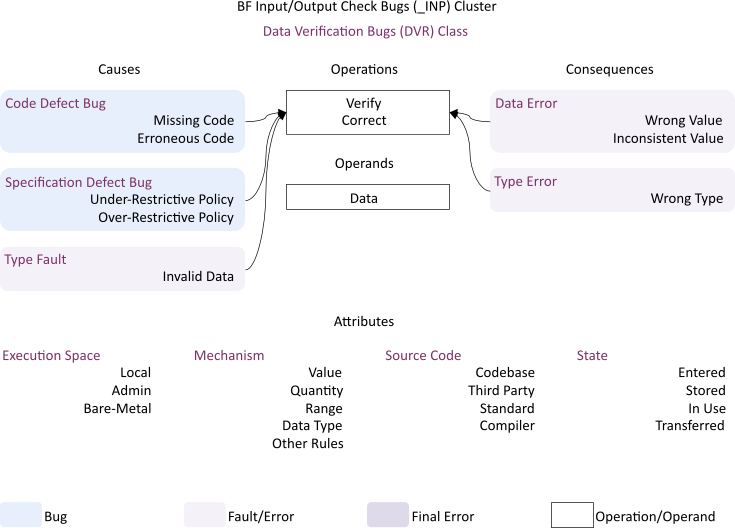 BF Input/Output Check Bugs (_INP) Cluster
Data Verification Bugs (DVR) Class
Causes
Operations
Consequences
Code Defect Bug
Missing Code
Erroneous Code
Verify
Correct
Data Error
Wrong Value
Inconsistent Value
Operands
Specification Defect Bug
Under-Restrictive Policy
Over-Restrictive Policy
Data
Type Error
Wrong Type
Type Fault
Invalid Data
Attributes
Execution Space
Local
Admin
Bare-Metal
Mechanism
Value
Quantity
Range
Data Type
Other Rules
Source Code
Codebase
Third Party
Standard
Compiler
State
Entered
Stored
In Use
Transferred
Bug
Fault/Error
Final Error
Operation/Operand